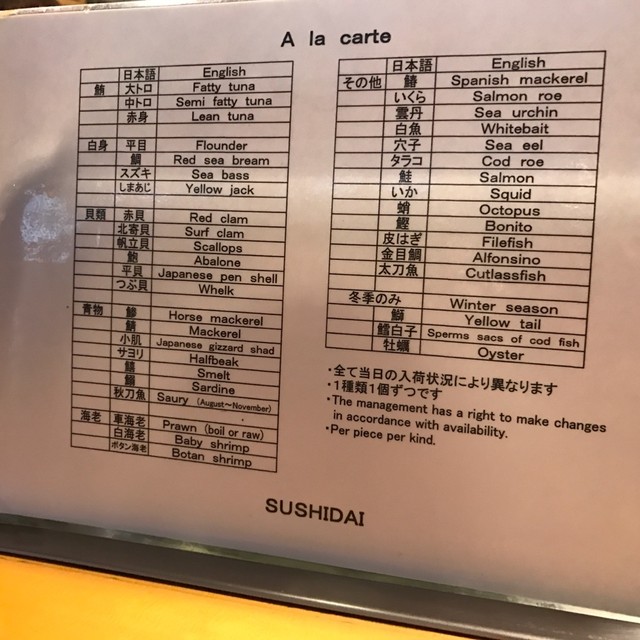 A la carte
日本語 English
鮪 大トロ Fatty tuna
中トロ Semi fatty tuna
赤身 Lean tuna
白身 平目 Flounder
鯛 Red sea bream
スズキ Sea bass
しまあじ Yellow jack
貝類 赤貝 Red clam
北寄貝 Surf clam
帆立貝 Scallops
鮑 Abalone
平貝 Japanese pen shell
つぶ貝 Whelk
青物 鯵 Horse mackerel
鯖 Mackerel
小肌 Japanese gizzard shad
サヨリ Halfbeak
Smelt
鰯 Sardine
秋刀魚 Saury (August～November)
海老 車海老 Prawn (boil or raw)
白海老 Baby shrimp
ボタン海老 Botan shrimp
日本語 English
その他 鰆 Spanish mackerel
いくら Salmon roe
雲丹 Sea urchin
白魚 Whitebait
穴子 Sea eel
タラコ Cod roe
鮭 Salmon
いか Squid
蛸 Octopus
鰹 Bonito
皮はぎ Filefish
金目鯛 Alfonsino
太刀魚 Cutlassfish
冬季のみ Winter season
鰤 Yellow tail
鱈白子 Sperms sacs of cod fish
牡蠣 Oyster
・全て当日の入荷状況により異なります
・1種類1個ずつです
・The management has a right to make changes
in accordance with availability.
・Per piece per kind.
SUSHIDAI